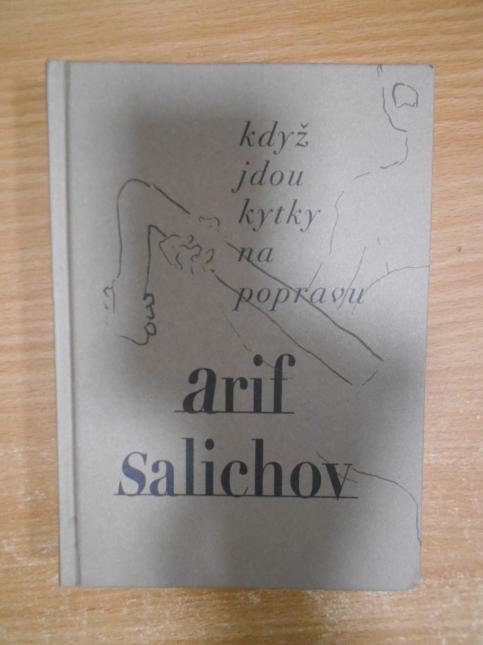 když
jdou
kytky
na
popravu
arif
salichov